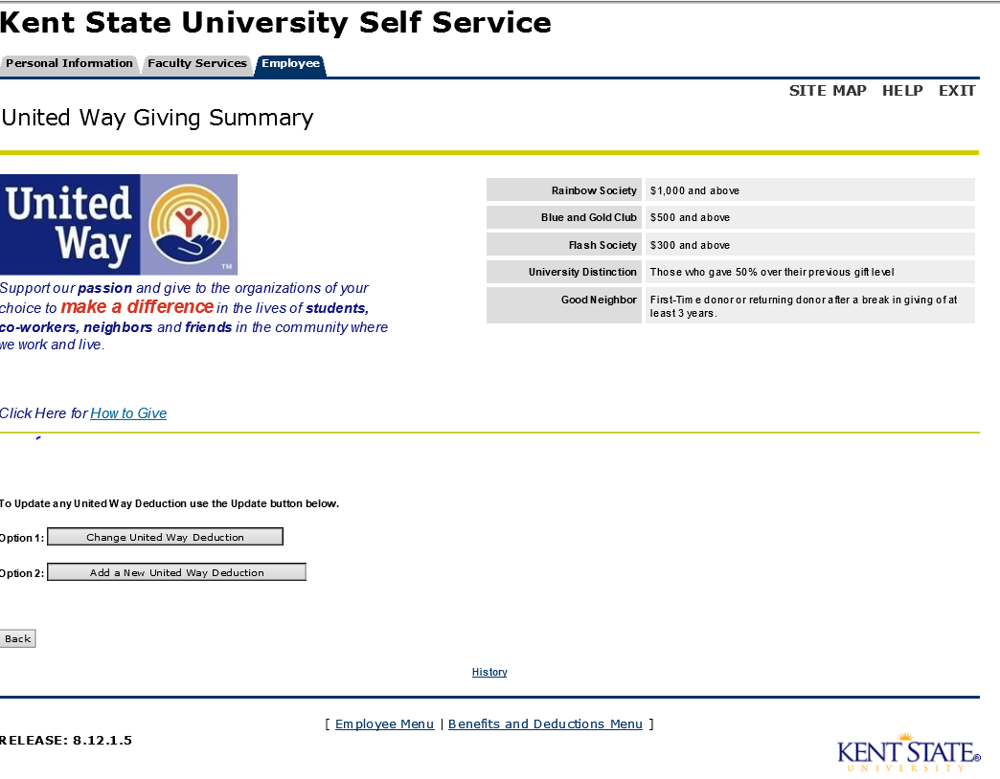 Kent State University Self Service
Personal Information Faculty Services Employee
SITE MAP HELP EXIT
United Way Giving Summary
United
Way
TM
Rainbow Society $1,000 and above
Blue and Gold Club $500 and above
Flash Society $300 and above
University Distinction Those who gave 50% over their previous gift level
Good Neighbor First-Time donor or returning donor after a break in giving of at
least 3 years.
Support our passion and give to the organizations of your
choice to make a difference in the lives of students,
co-workers, neighbors and friends in the community where
we work and live.
Click Here for How to Give
To Update any United Way Deduction use the Update button below.
Option 1: Change United Way Deduction
Option 2: Add a New United Way Deduction
Back
History
[ Employee Menu | Benefits and Deductions Menu ]
RELEASE: 8.12.1.5
KENT STATE®
UNIVERSITY